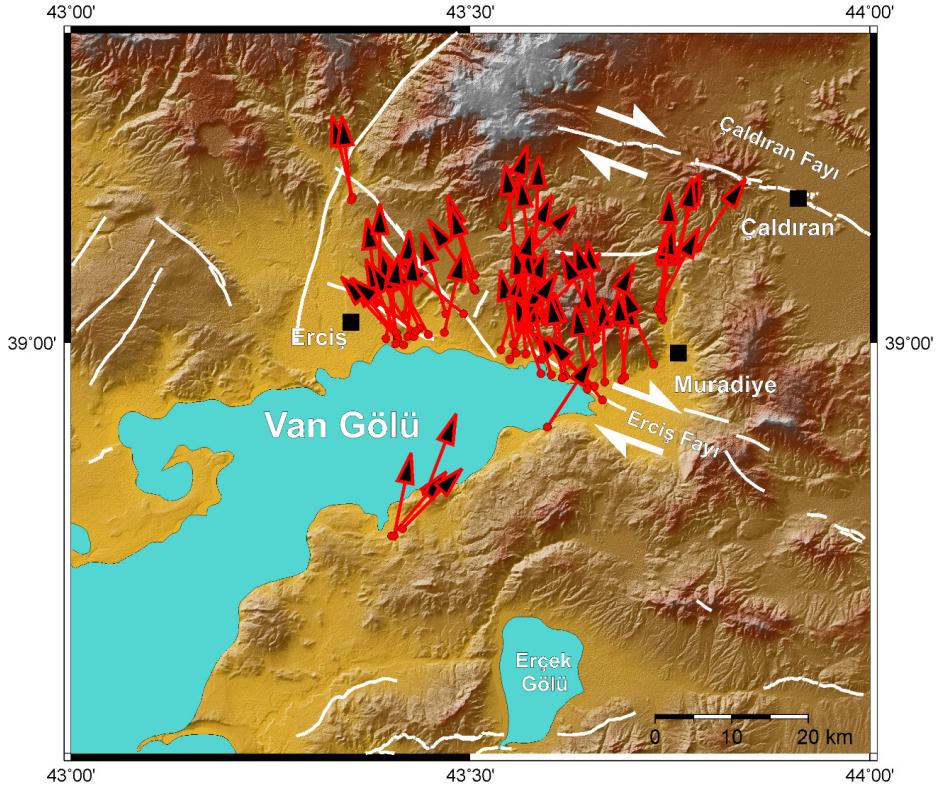 43°00'
43°30'
44°00'
Çaldıran Fayı
Çaldıran
39°00'
39°00'
Erciş
Muradiye
Van Gölü
Erciş Fayı
Erçek
Gölü
0 10 20 km
43°00'
43°30'
44°00'